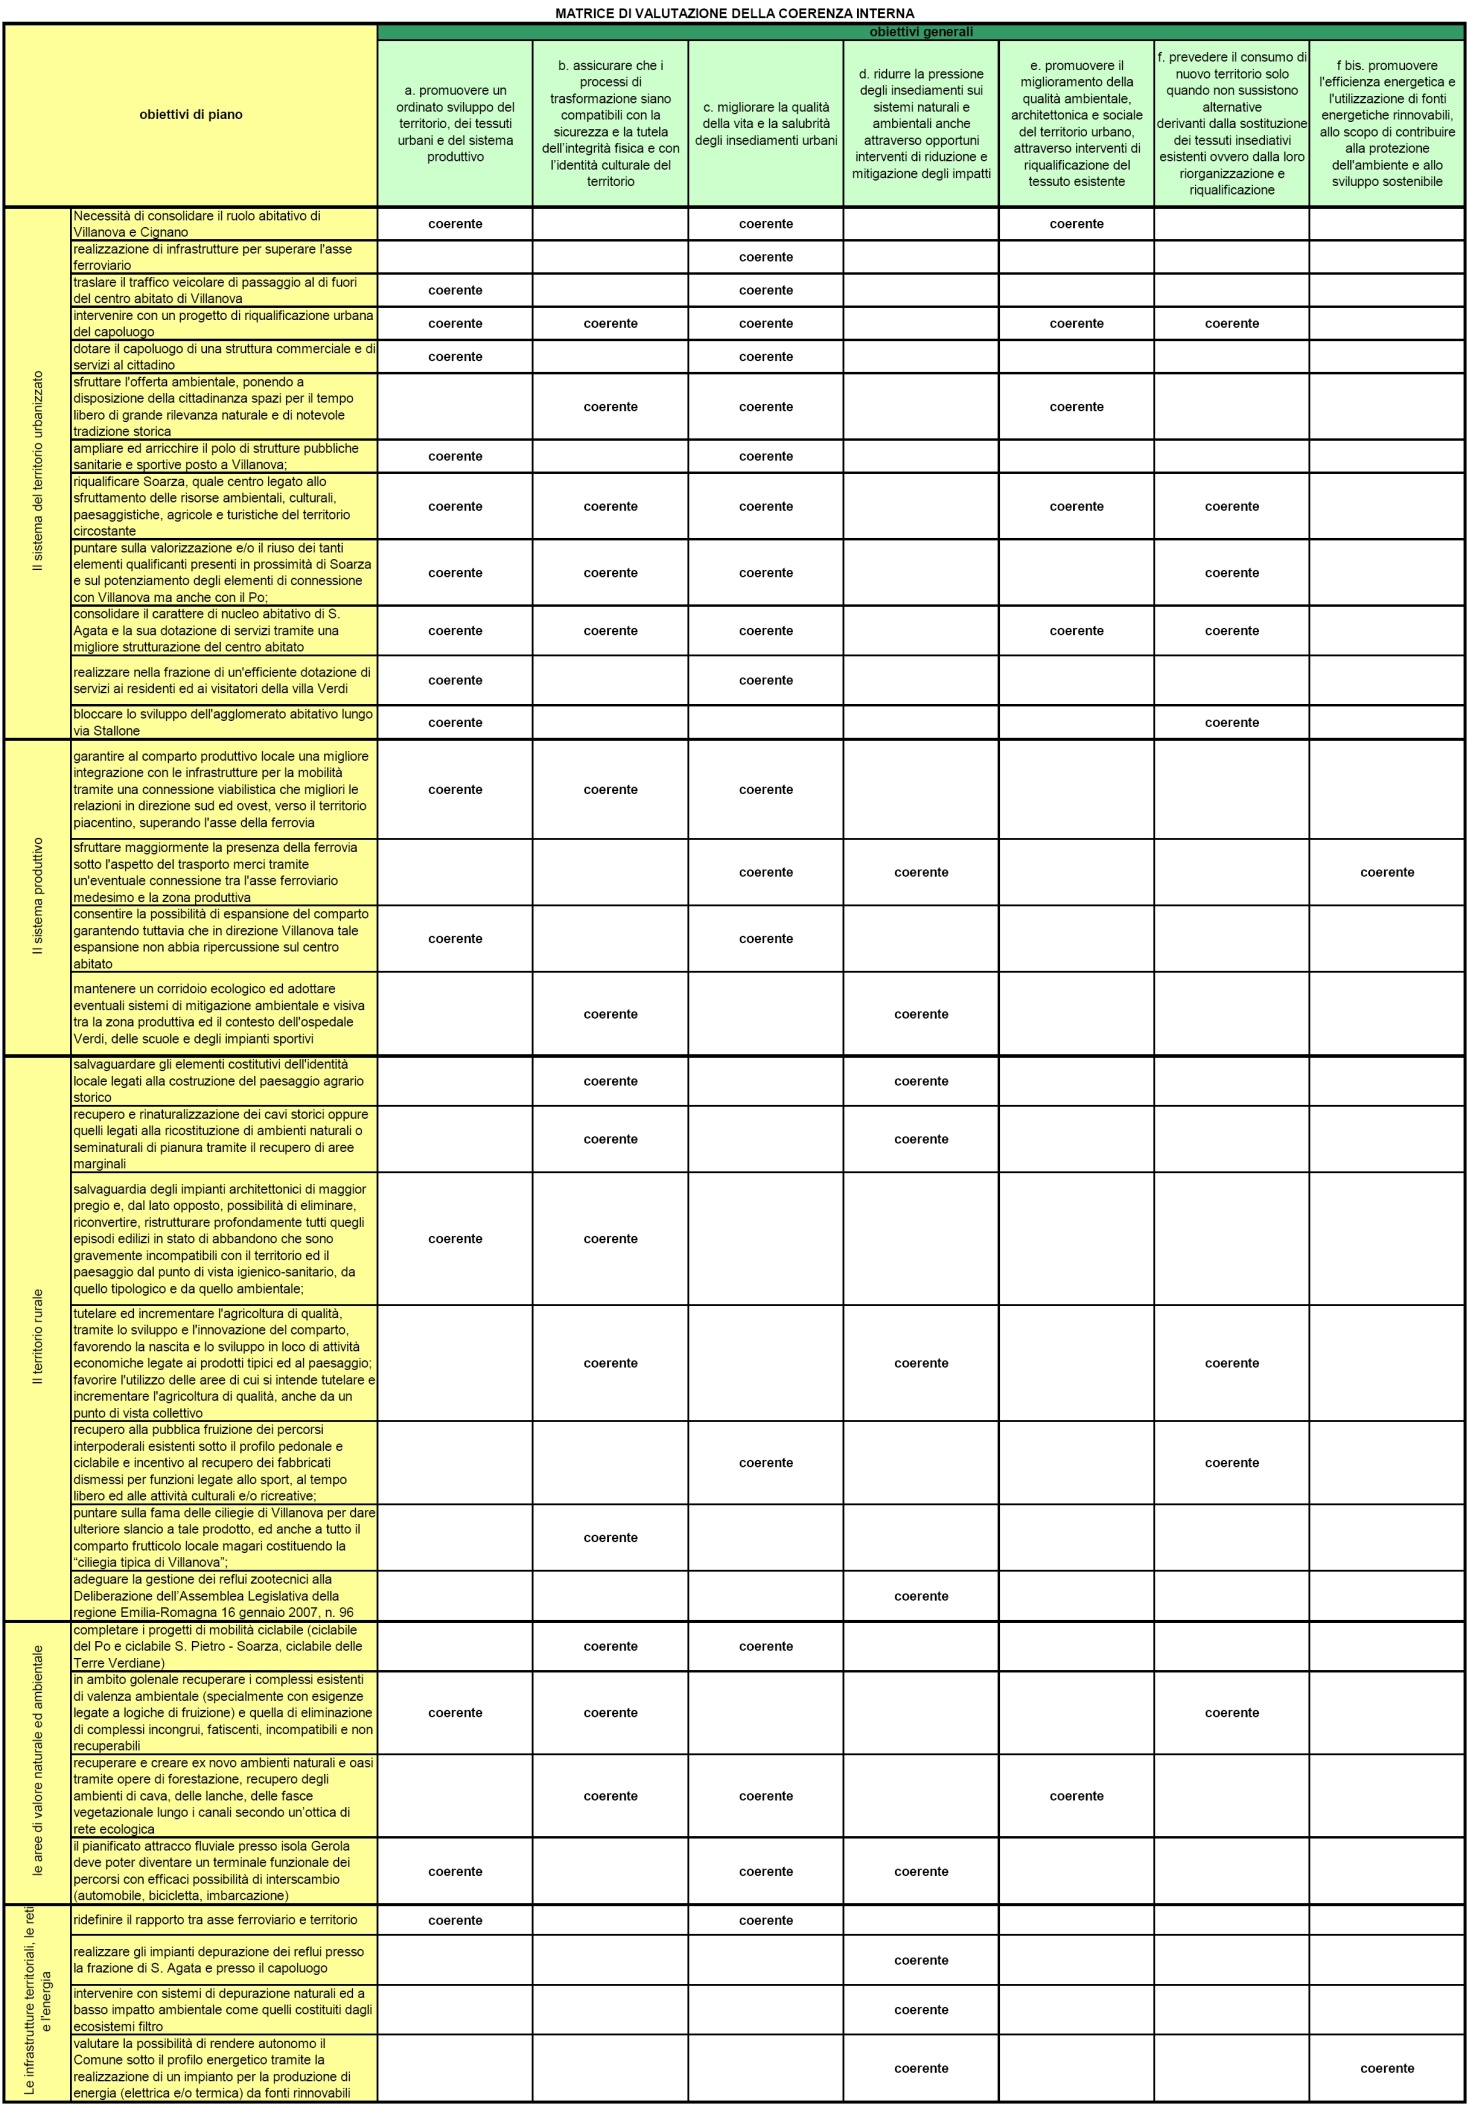 MATRICE DI VALUTAZIONE DELLA COERENZA INTERNA
obiettivi di piano
obiettivi generali
a. promuovere un
ordinato sviluppo del
territorio, dei tessuti
urbani e del sistema
produttivo
b. assicurare che i
processi di
trasformazione siano
compatibili con la
sicurezza e la tutela
dell'integrità fisica e con
l'identità culturale del
territorio
c. migliorare la qualità
della vita e la salubrità
degli insediamenti urbani
d. ridurre la pressione
degli insediamenti sui
sistemi naturali e
ambientali anche
attraverso opportuni
interventi di riduzione e
mitigazione degli impatti
e. promuovere il
miglioramento della
qualità ambientale,
architettonica e sociale
del territorio urbano,
attraverso interventi di
riqualificazione del
tessuto esistente
f. prevedere il consumo di
nuovo territorio solo
quando non sussistono
alternative
derivanti dalla sostituzione
dei tessuti insediativi
esistenti ovvero dalla loro
riorganizzazione e
riqualificazione
f bis. promuovere
l'efficienza energetica e
l'utilizzazione di fonti
energetiche rinnovabili,
allo scopo di contribuire
alla protezione
dell'ambiente e allo
sviluppo sostenibile
Il sistema del territorio urbanizzato
Necessità di consolidare il ruolo abitativo di
Villanova e Cignano
coerente coerente coerente
realizzazione di infrastrutture per superare l'asse
ferroviario
coerente
traslare il traffico veicolare di passaggio al di fuori
del centro abitato di Villanova
coerente coerente
intervenire con un progetto di riqualificazione urbana
del capoluogo
coerente coerente coerente coerente coerente
dotare il capoluogo di una struttura commerciale e di
servizi al cittadino
coerente coerente
sfruttare l'offerta ambientale, ponendo a
disposizione della cittadinanza spazi per il tempo
libero di grande rilevanza naturale e di notevole
tradizione storica
coerente coerente coerente
ampliare ed arricchire il polo di strutture pubbliche
sanitarie e sportive posto a Villanova;
coerente coerente
riqualificare Soarza, quale centro legato allo
sfruttamento delle risorse ambientali, culturali,
paesaggistiche, agricole e turistiche del territorio
circostante
coerente coerente coerente coerente coerente
puntare sulla valorizzazione e/o il riuso dei tanti
elementi qualificanti presenti in prossimità di Soarza
e sul potenziamento degli elementi di connessione
con Villanova ma anche con il Po;
coerente coerente coerente coerente
consolidare il carattere di nucleo abitativo di S.
Agata e la sua dotazione di servizi tramite una
migliore strutturazione del centro abitato
coerente coerente coerente coerente coerente
realizzare nella frazione di un'efficiente dotazione di
servizi ai residenti ed ai visitatori della villa Verdi
coerente coerente
bloccare lo sviluppo dell'agglomerato abitativo lungo
via Stallone
coerente coerente
Il sistema produttivo
garantire al comparto produttivo locale una migliore
integrazione con le infrastrutture per la mobilità
tramite una connessione viabilistica che migliori le
relazioni in direzione sud ed ovest, verso il territorio
piacentino, superando l'asse della ferrovia
coerente coerente coerente
sfruttare maggiormente la presenza della ferrovia
sotto l'aspetto del trasporto merci tramite
un'eventuale connessione tra l'asse ferroviario
medesimo e la zona produttiva
coerente coerente coerente
consentire la possibilità di espansione del comparto
garantendo tuttavia che in direzione Villanova tale
espansione non abbia ripercussione sul centro
abitato
coerente coerente
mantenere un corridoio ecologico ed adottare
eventuali sistemi di mitigazione ambientale e visiva
tra la zona produttiva ed il contesto dell'ospedale
Verdi, delle scuole e degli impianti sportivi
coerente coerente
Il territorio rurale
salvaguardare gli elementi costitutivi dell'identità
locale legati alla costruzione del paesaggio agrario
storico
coerente coerente
recupero e rinaturalizzazione dei cavi storici oppure
quelli legati alla ricostituzione di ambienti naturali o
seminaturali di pianura tramite il recupero di aree
marginali
coerente coerente
salvaguardia degli impianti architettonici di maggior
pregio e, dal lato opposto, possibilità di eliminare,
riconvertire, ristrutturare profondamente tutti quegli
episodi edilizi in stato di abbandono che sono
gravemente incompatibili con il territorio ed il
paesaggio dal punto di vista igienico-sanitario, da
quello tipologico e da quello ambientale;
coerente coerente
tutelare ed incrementare l'agricoltura di qualità,
tramite lo sviluppo e l'innovazione del comparto,
favorendo la nascita e lo sviluppo in loco di attività
economiche legate ai prodotti tipici ed al paesaggio;
favorire l'utilizzo delle aree di cui si intende tutelare e
incrementare l'agricoltura di qualità, anche da un
punto di vista collettivo
coerente coerente coerente
recupero alla pubblica fruizione dei percorsi
interpoderali esistenti sotto il profilo pedonale e
ciclabile e incentivo al recupero dei fabbricati
dismessi per funzioni legate allo sport, al tempo
libero ed alle attività culturali e/o ricreative;
coerente coerente
puntare sulla fama delle ciliegie di Villanova per dare
ulteriore slancio a tale prodotto, ed anche a tutto il
comparto frutticolo locale magari costituendo la
“ciliegia tipica di Villanova”;
coerente
adeguare la gestione dei reflui zootecnici alla
Deliberazione dell'Assemblea Legislativa della
regione Emilia-Romagna 16 gennaio 2007, n. 96
coerente
le aree di valore naturale ed ambientale
completare i progetti di mobilità ciclabile (ciclabile
del Po e ciclabile S. Pietro - Soarza, ciclabile delle
Terre Verdiane)
coerente coerente
in ambito golenale recuperare i complessi esistenti
di valenza ambientale (specialmente con esigenze
legate a logiche di fruizione) e quella di eliminazione
di complessi incongrui, fatiscenti, incompatibili e non
recuperabili
coerente coerente coerente
recuperare e creare ex novo ambienti naturali e oasi
tramite opere di forestazione, recupero degli
ambienti di cava, delle lanche, delle fasce
vegetazionale lungo i canali secondo un'ottica di
rete ecologica
coerente coerente coerente
il pianificato attracco fluviale presso isola Gerola
deve poter diventare un terminale funzionale dei
percorsi con efficaci possibilità di interscambio
(automobile, bicicletta, imbarcazione)
coerente coerente coerente
Le infrastrutture territoriali, le reti
e l'energia
ridefinire il rapporto tra asse ferroviario e territorio
coerente coerente
realizzare gli impianti depurazione dei reflui presso
la frazione di S. Agata e presso il capoluogo
coerente
intervenire con sistemi di depurazione naturali ed a
basso impatto ambientale come quelli costituiti dagli
ecosistemi filtro
coerente
valutare la possibilità di rendere autonomo il
Comune sotto il profilo energetico tramite la
realizzazione di un impianto per la produzione di
energia (elettrica e/o termica) da fonti rinnovabili
coerente coerente